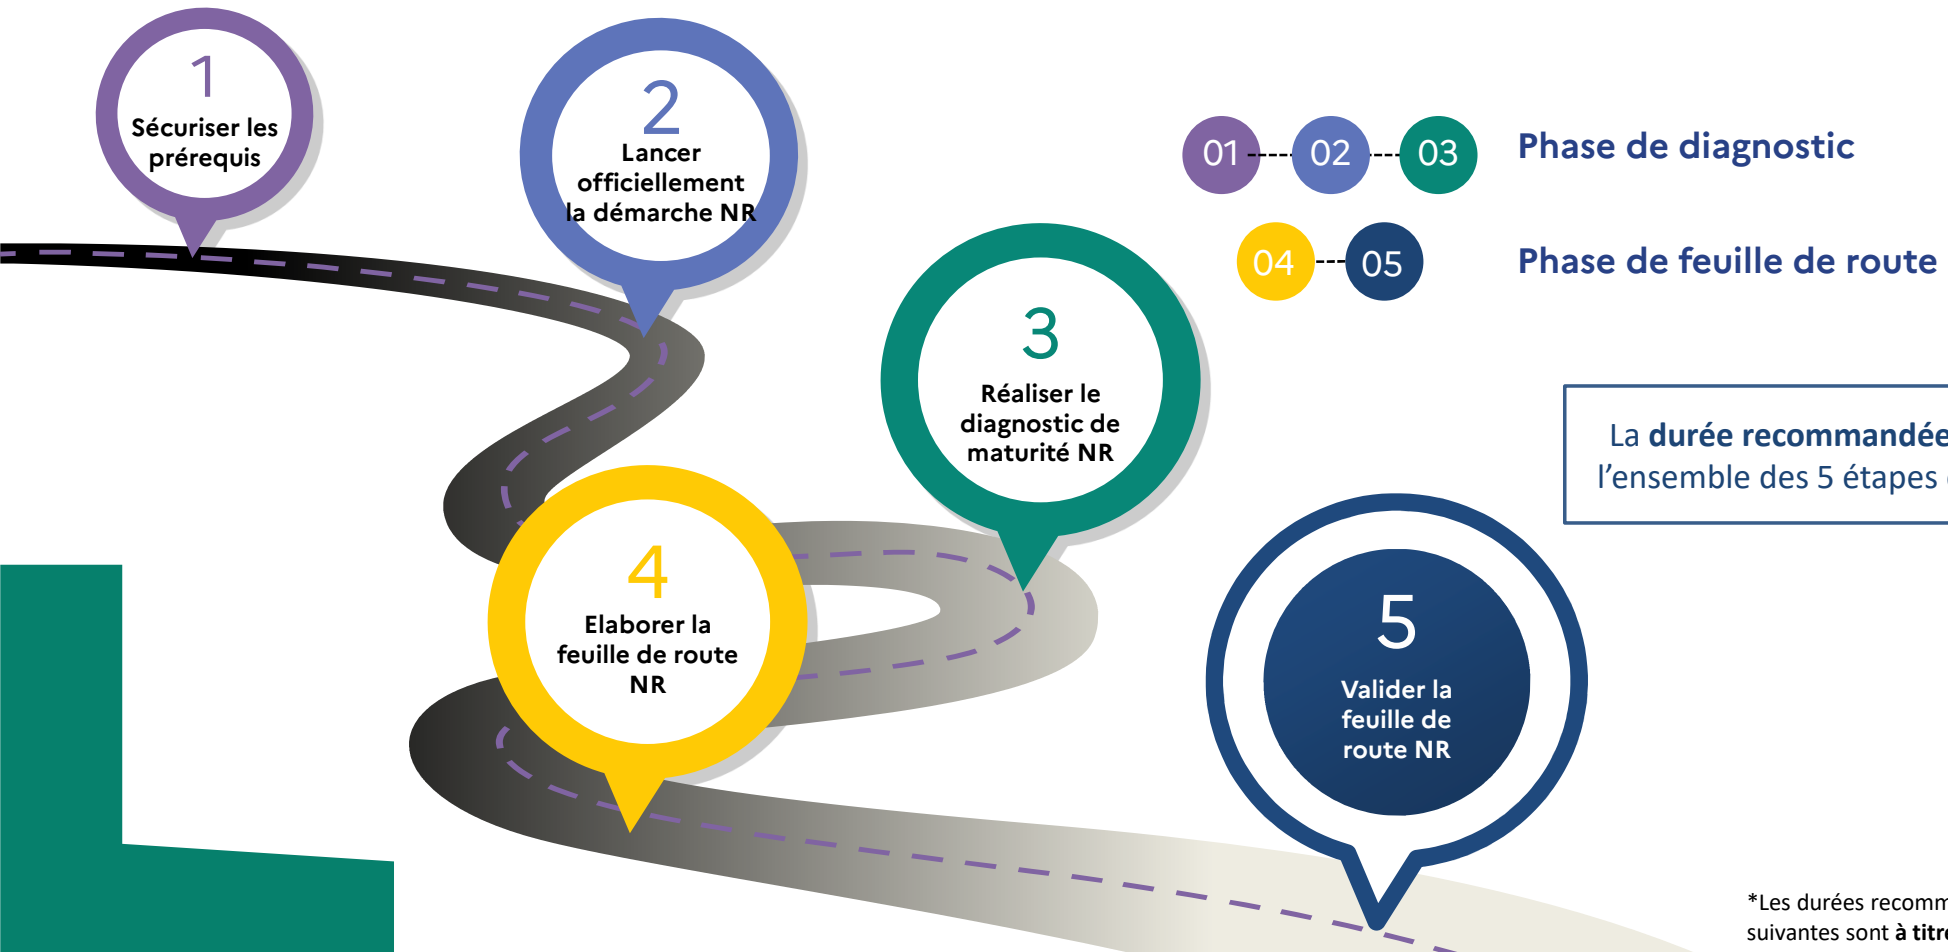 1
Sécuriser les
prérequis
2
Lancer
officiellement
la démarche NR
01 02 03 Phase de diagnostic
04 05 Phase de feuille de route
3
Réaliser le
diagnostic de
maturité NR
La durée recommandée
l’ensemble des 5 étapes
4
Elaborer la
feuille de route
NR
5
Valider la
feuille de
route NR
*Les durées
suivantes sont à